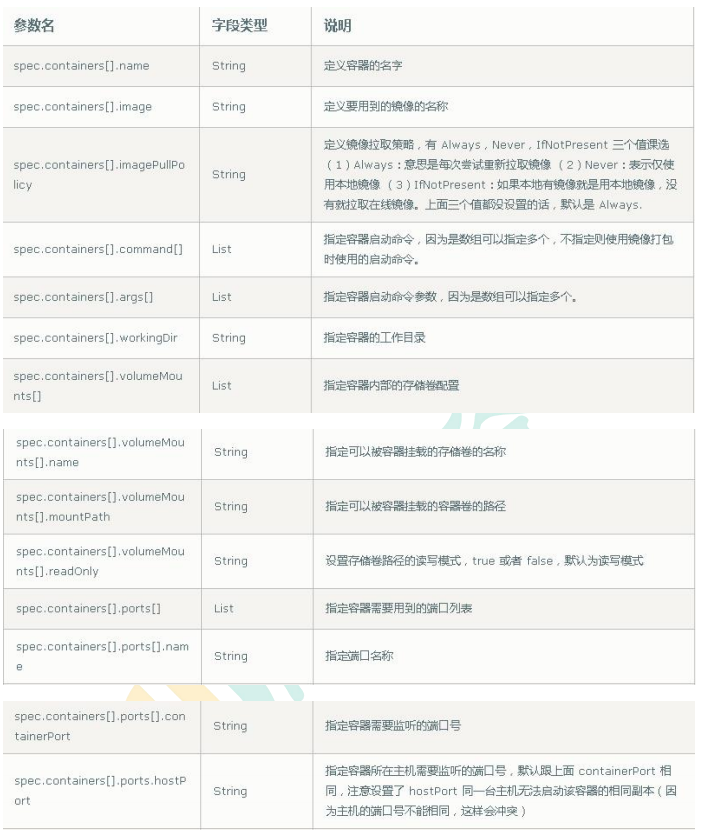 参数名 字段类型 说明
spec.containers[].name String 定义容器的名字
spec.containers[].image String 定义要用到的镜像的名称
定义镜像拉取策略，有 Always，Never，IfNotPresent 三个值课选
（1）Always：意思是每次尝试重新拉取镜像 （2）Never：表示仅使
spec.containers[].imagePullPo
licy
String
用本地镜像 （3）IfNotPresent：如果本地有镜像就是用本地镜像，没
有就拉取在线镜像。上面三个值都没设置的话，默认是 Always.
spec.containers[].command[] List 指定容器启动命令，因为是数组可以指定多个，不指定则使用镜像打包
时使用的启动命令。
spec.containers[].args[] List 指定容器启动命令参数，因为是数组可以指定多个。
spec.containers[].workingDir String 指定容器的工作目录
spec.containers[].volumeMou
nts[]
List 指定容器内部的存储卷配置
spec.containers[].volumeMou
nts[].name
String 指定可以被容器挂载的存储卷的名称
spec.containers[].volumeMou
nts[].mountPath
String 指定可以被容器挂载的容器卷的路径
spec.containers[].volumeMou
nts[].readOnly
String 设置存储卷路径的读写模式，true 或者 false，默认为读写模式
spec.containers[].ports[] List 指定容器需要用到的端口列表
spec.containers[].ports[].nam
e
String 指定端口名称
spec.containers[].ports[].con
tainerPort
String 指定容器需要监听的端口号
spec.containers[].ports.hostP
ort
String 指定容器所在主机需要监听的端口号，默认跟上面 containerPort 相
同，注意设置了 hostPort 同一台主机无法启动该容器的相同副本（因
为主机的端口号不能相同，这样会冲突）